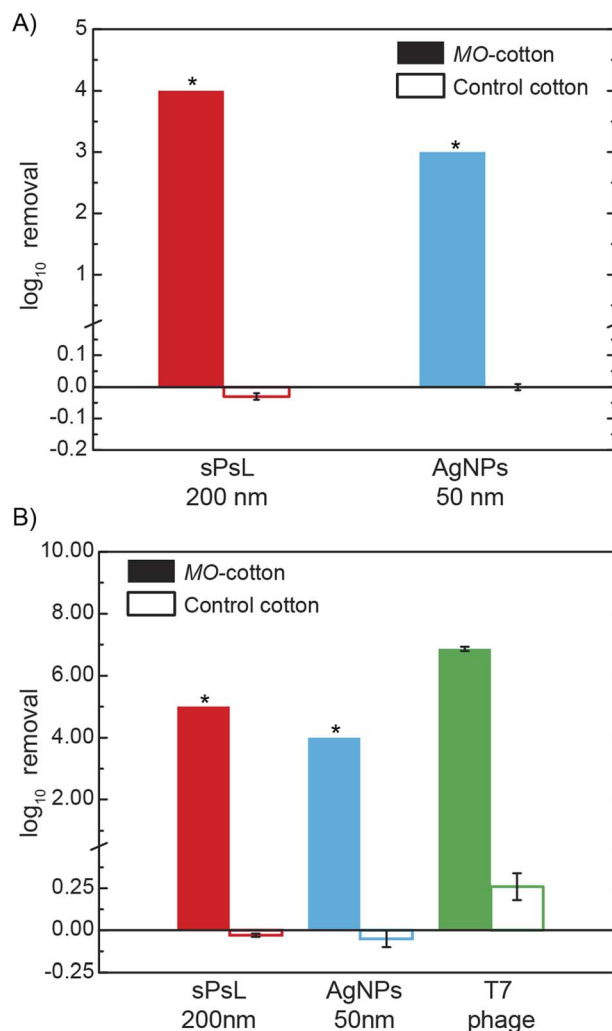 A)
5
4
3
2
1
0.1
0.0
-0.1
-0.2
log₁₀ removal
MO-cotton
Control cotton
*
*
sPsL
200 nm
AgNPs
50 nm
B)
10.00
8.00
6.00
4.00
2.00
0.25
0.00
-0.25
log₁₀ removal
MO-cotton
Control cotton
*
*
sPsL
200nm
AgNPs
50nm
T7
phage